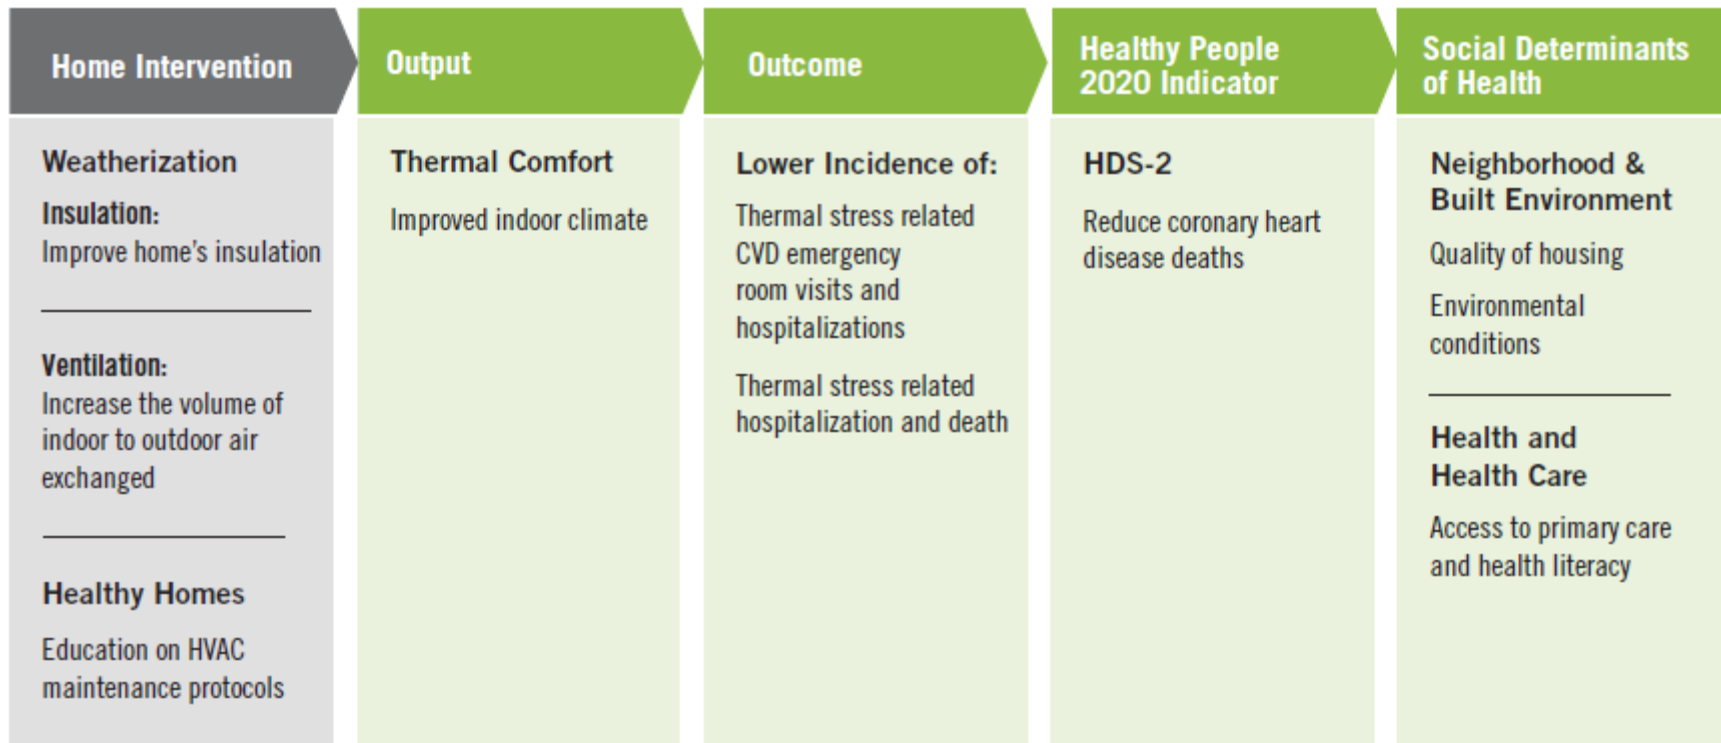 Home Intervention
Output
Outcome
Healthy People
2020 Indicator
Social Determinants
of Health
Weatherization
Insulation:
Improve home's insulation
Ventilation:
Increase the volume of
indoor to outdoor air
exchanged
Healthy Homes
Education on HVAC
maintenance protocols
Thermal Comfort
Improved indoor climate
Lower Incidence of:
Thermal stress related
CVD emergency
room visits and
hospitalizations
Thermal stress related
hospitalization and death
HDS-2
Reduce coronary heart
disease deaths
Neighborhood &
Built Environment
Quality of housing
Environmental
conditions
Health and
Health Care
Access to primary care
and health literacy